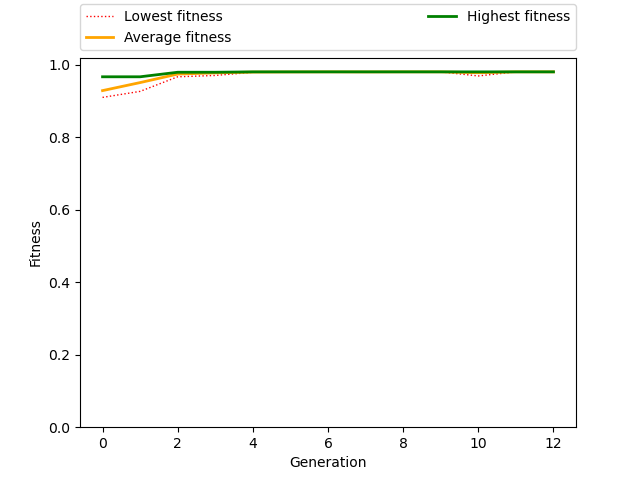 Lowest fitness
Average fitness
Highest fitness
1.0
0.8
0.6
0.4
0.2
0.0
Fitness
0 2 4 6 8 10 12
Generation